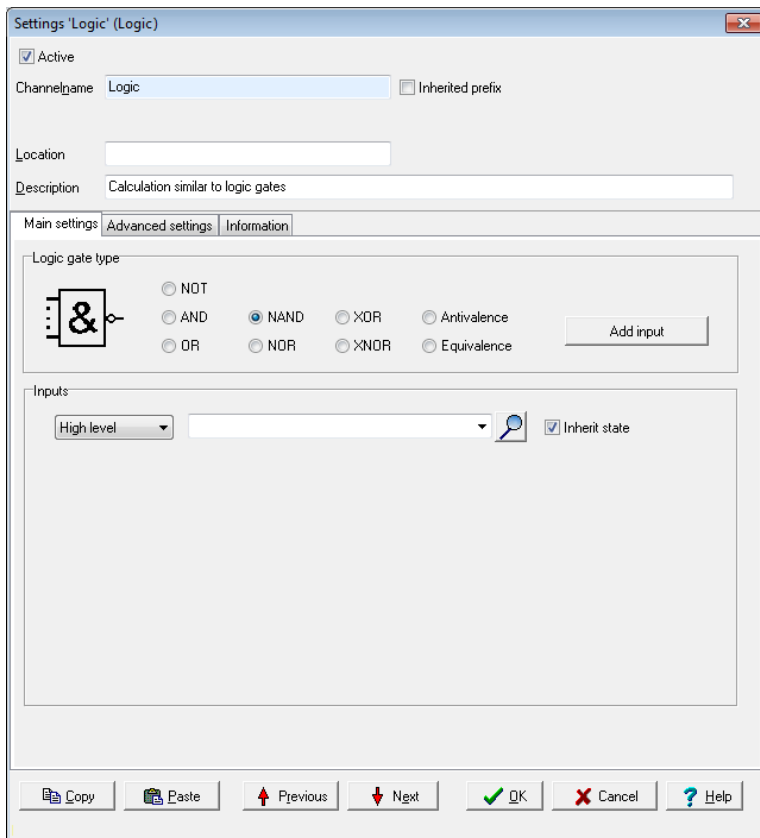 Settings 'Logic' (Logic)
Active
Channelname Logic Inherited prefix
Location
Description Calculation similar to logic gates
Main settings Advanced settings Information
Logic gate type
NOT
& AND NAND XOR Antivalence Add input
OR NOR XNOR Equivalence
Inputs
High level Inherit state
Copy Paste Previous Next OK Cancel ? Help